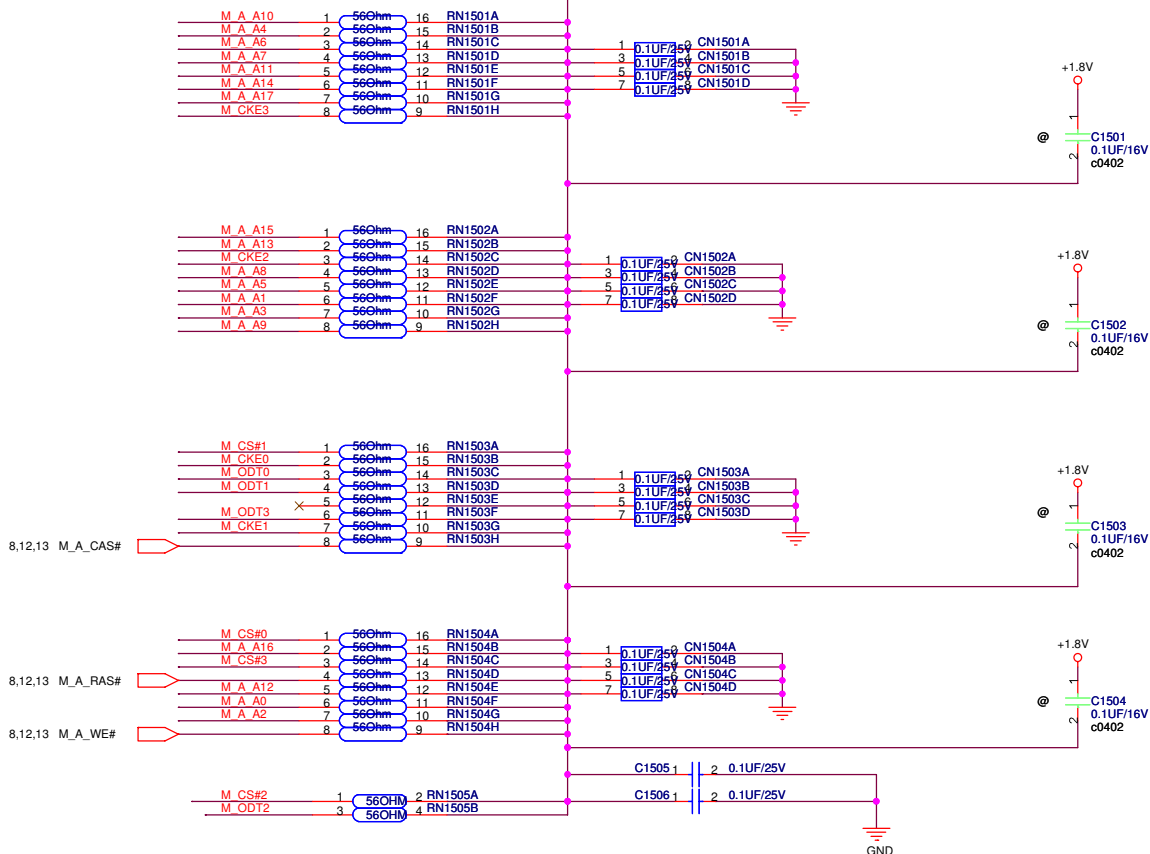 M_A_A10 1 56Ohm 16 RN1501A
M_A_A4 2 56Ohm 15 RN1501B
M_A_A6 3 56Ohm 14 RN1501C
M_A_A7 4 56Ohm 13 RN1501D
M_A_A11 5 56Ohm 12 RN1501E
M_A_A14 6 56Ohm 11 RN1501F
M_A_A17 7 56Ohm 10 RN1501G
M_CKE3 8 56Ohm 9 RN1501H
1 0.1UF/25V CN1501A
3 0.1UF/25V CN1501B
5 0.1UF/25V CN1501C
7 0.1UF/25V CN1501D
+1.8V
1
@ C1501
0.1UF/16V
2 c0402
M_A_A15 1 56Ohm 16 RN1502A
M_A_A13 2 56Ohm 15 RN1502B
M_CKE2 3 56Ohm 14 RN1502C
M_A_A8 4 56Ohm 13 RN1502D
M_A_A5 5 56Ohm 12 RN1502E
M_A_A1 6 56Ohm 11 RN1502F
M_A_A3 7 56Ohm 10 RN1502G
M_A_A9 8 56Ohm 9 RN1502H
1 0.1UF/25V CN1502A
3 0.1UF/25V CN1502B
5 0.1UF/25V CN1502C
7 0.1UF/25V CN1502D
+1.8V
1
@ C1502
0.1UF/16V
2 c0402
M_CS#1 1 56Ohm 16 RN1503A
M_CKE0 2 56Ohm 15 RN1503B
M_ODT0 3 56Ohm 14 RN1503C
M_ODT1 4 56Ohm 13 RN1503D
5 56Ohm 12 RN1503E
M_ODT3 6 56Ohm 11 RN1503F
M_CKE1 7 56Ohm 10 RN1503G
8,12,13 M_A_CAS# 8 56Ohm 9 RN1503H
1 0.1UF/25V CN1503A
3 0.1UF/25V CN1503B
5 0.1UF/25V CN1503C
7 0.1UF/25V CN1503D
+1.8V
1
@ C1503
0.1UF/16V
2 c0402
M_CS#0 1 56Ohm 16 RN1504A
M_A_A16 2 56Ohm 15 RN1504B
M_CS#3 3 56Ohm 14 RN1504C
8,12,13 M_A_RAS# 4 56Ohm 13 RN1504D
M_A_A12 5 56Ohm 12 RN1504E
M_A_A0 6 56Ohm 11 RN1504F
M_A_A2 7 56Ohm 10 RN1504G
8,12,13 M_A_WE# 8 56Ohm 9 RN1504H
1 0.1UF/25V CN1504A
3 0.1UF/25V CN1504B
5 0.1UF/25V CN1504C
7 0.1UF/25V CN1504D
+1.8V
1
@ C1504
0.1UF/16V
2 c0402
C1505 1 2 0.1UF/25V
C1506 1 2 0.1UF/25V
M_CS#2 1 56OHM 2 RN1505A
M_ODT2 3 56OHM 4 RN1505B
GND